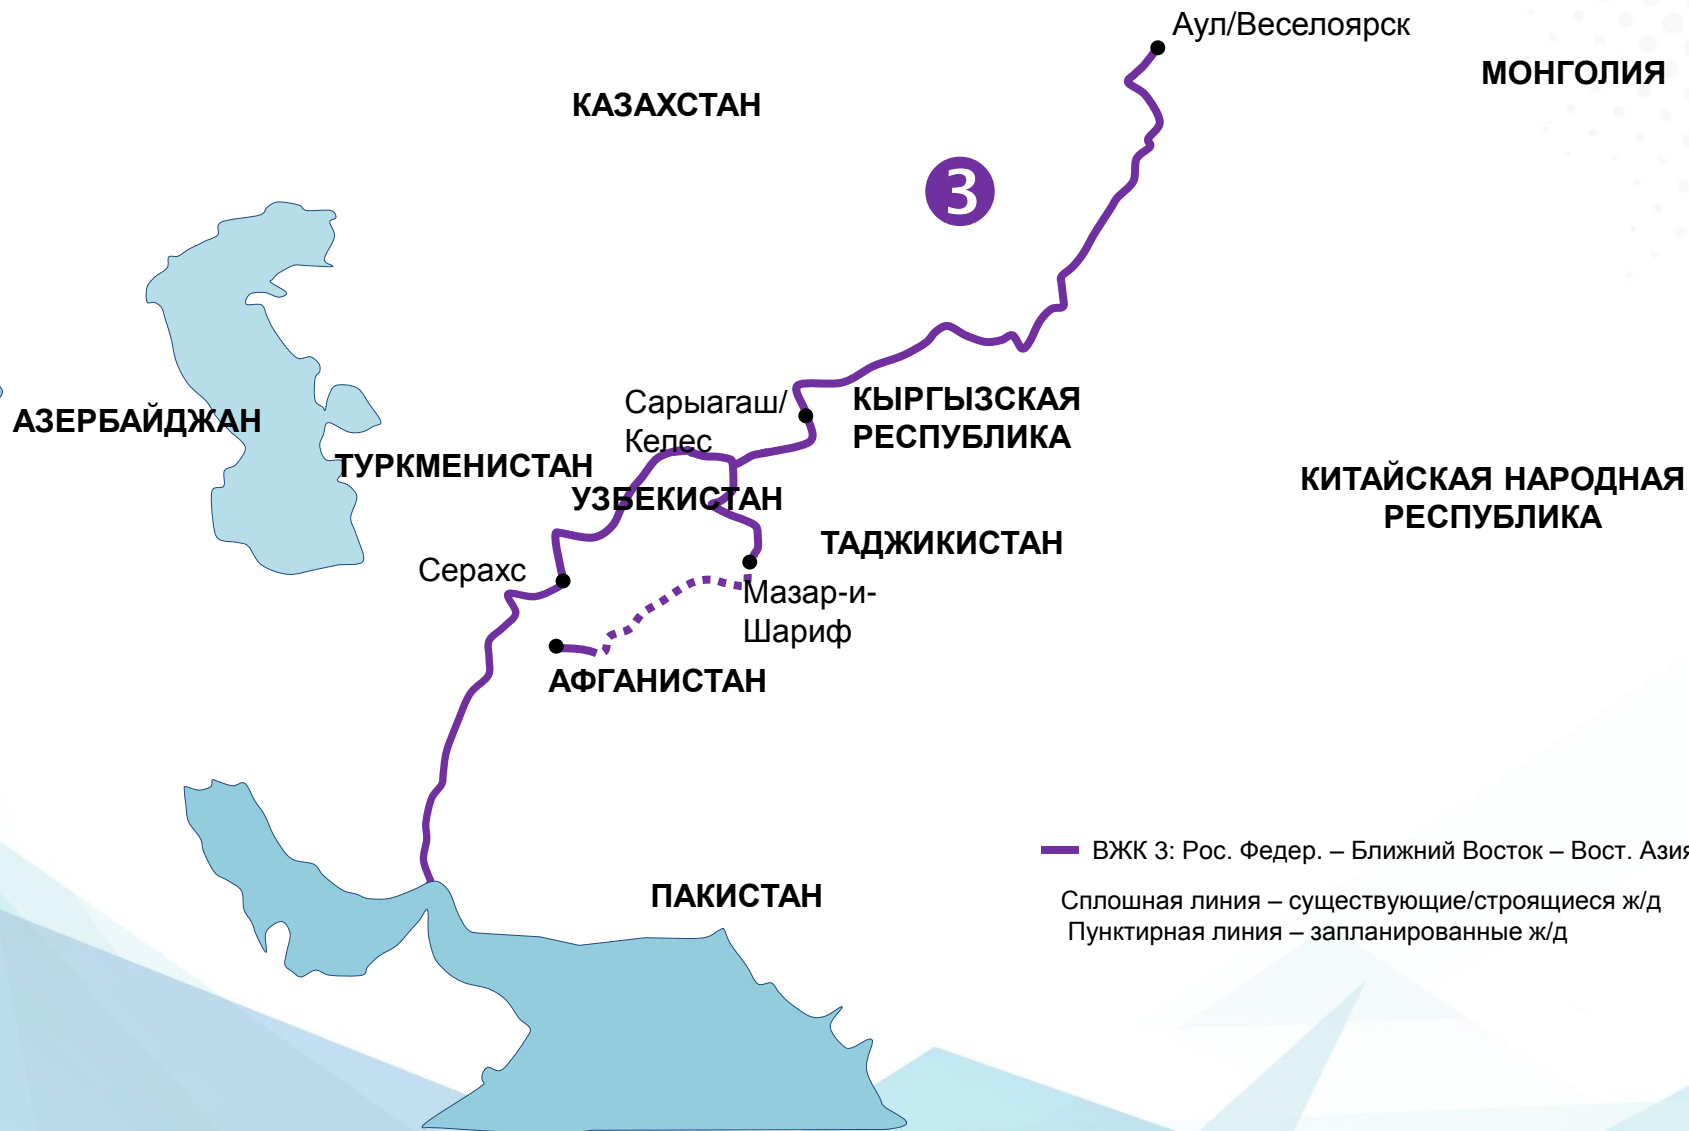 Аул/Веселоярск
МОНГОЛИЯ
КАЗАХСТАН
3
Сарыагаш/
Келес
КЫРГЫЗСКАЯ
РЕСПУБЛИКА
АЗЕРБАЙДЖАН
ТУРКМЕНИСТАН
УЗБЕКИСТАН
КИТАЙСКАЯ НАРОДНАЯ
РЕСПУБЛИКА
ТАДЖИКИСТАН
Серахс
Мазар-и-
Шариф
АФГАНИСТАН
ПАКИСТАН
ВЖК 3: Рос. Федер. – Ближний Восток – Вост. Азия
Сплошная линия – существующие/строящиеся ж/д
Пунктирная линия – запланированные ж/д